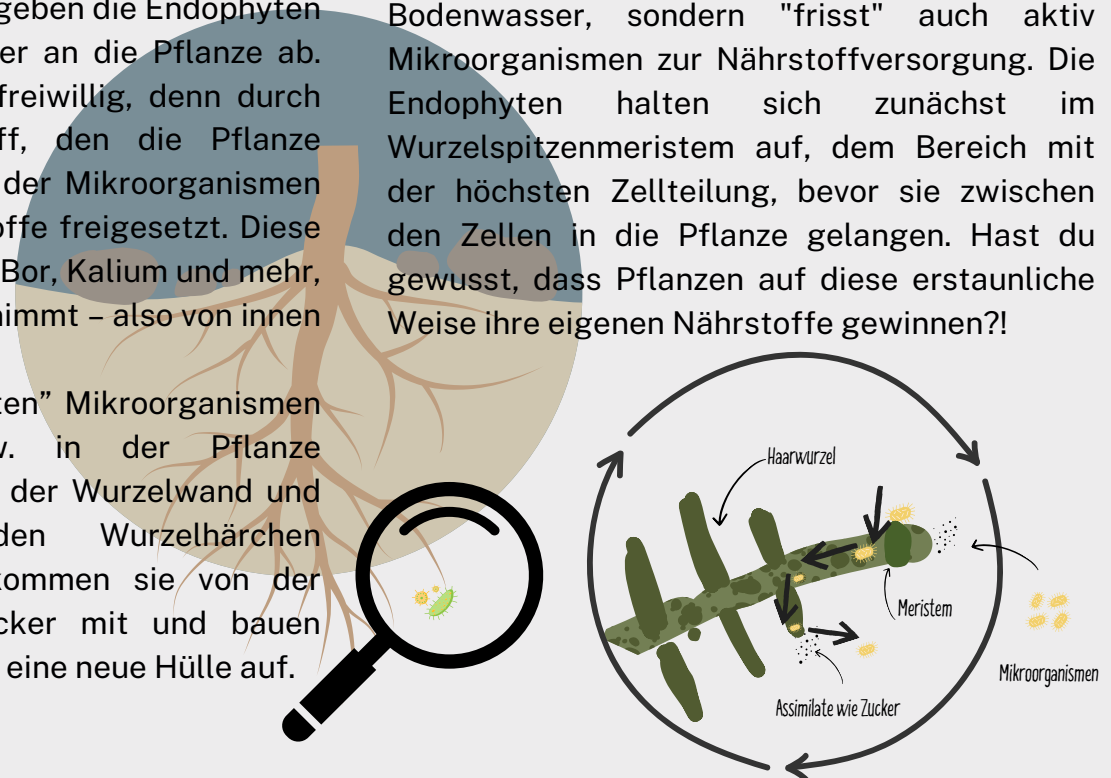 geben die Endophyten
er an die Pflanze ab.
freiwillig, denn durch
ff, den die Pflanze
der Mikroorganismen
offe freigesetzt. Diese
Bor, Kalium und mehr,
nimmt – also von innen
ten” Mikroorganismen
w. in der Pflanze
der Wurzelwand und
den Wurzelhärchen
kommen sie von der
cker mit und bauen
eine neue Hülle auf.
Bodenwasser, sondern "frisst" auch aktiv
Mikroorganismen zur Nährstoffversorgung. Die
Endophyten halten sich zunächst im
Wurzelspitzenmeristem auf, dem Bereich mit
der höchsten Zellteilung, bevor sie zwischen
den Zellen in die Pflanze gelangen. Hast du
gewusst, dass Pflanzen auf diese erstaunliche
Weise ihre eigenen Nährstoffe gewinnen?!
Haarwurzel
Meristem
Mikroorganismen
Assimilate wie Zucker